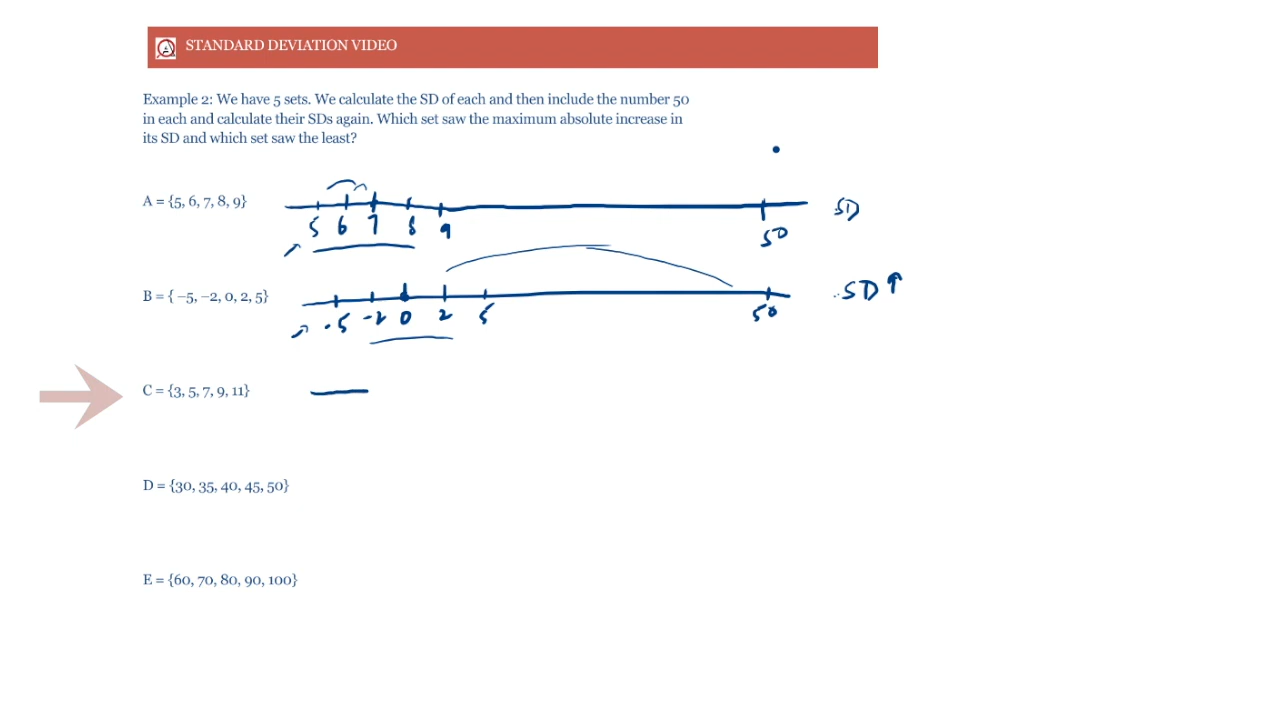 STANDARD DEVIATION VIDEO
Example 2: We have 5 sets. We calculate the SD of each and then include the number 50
in each and calculate their SDs again. Which set saw the maximum absolute increase in
its SD and which set saw the least?
A = {5, 6, 7, 8, 9}
5 6 7 8 9 50 SD
B = { −5, −2, 0, 2, 5}
-5 -2 0 2 5 50 SD↑
C = {3, 5, 7, 9, 11}
D = {30, 35, 40, 45, 50}
E = {60, 70, 80, 90, 100}